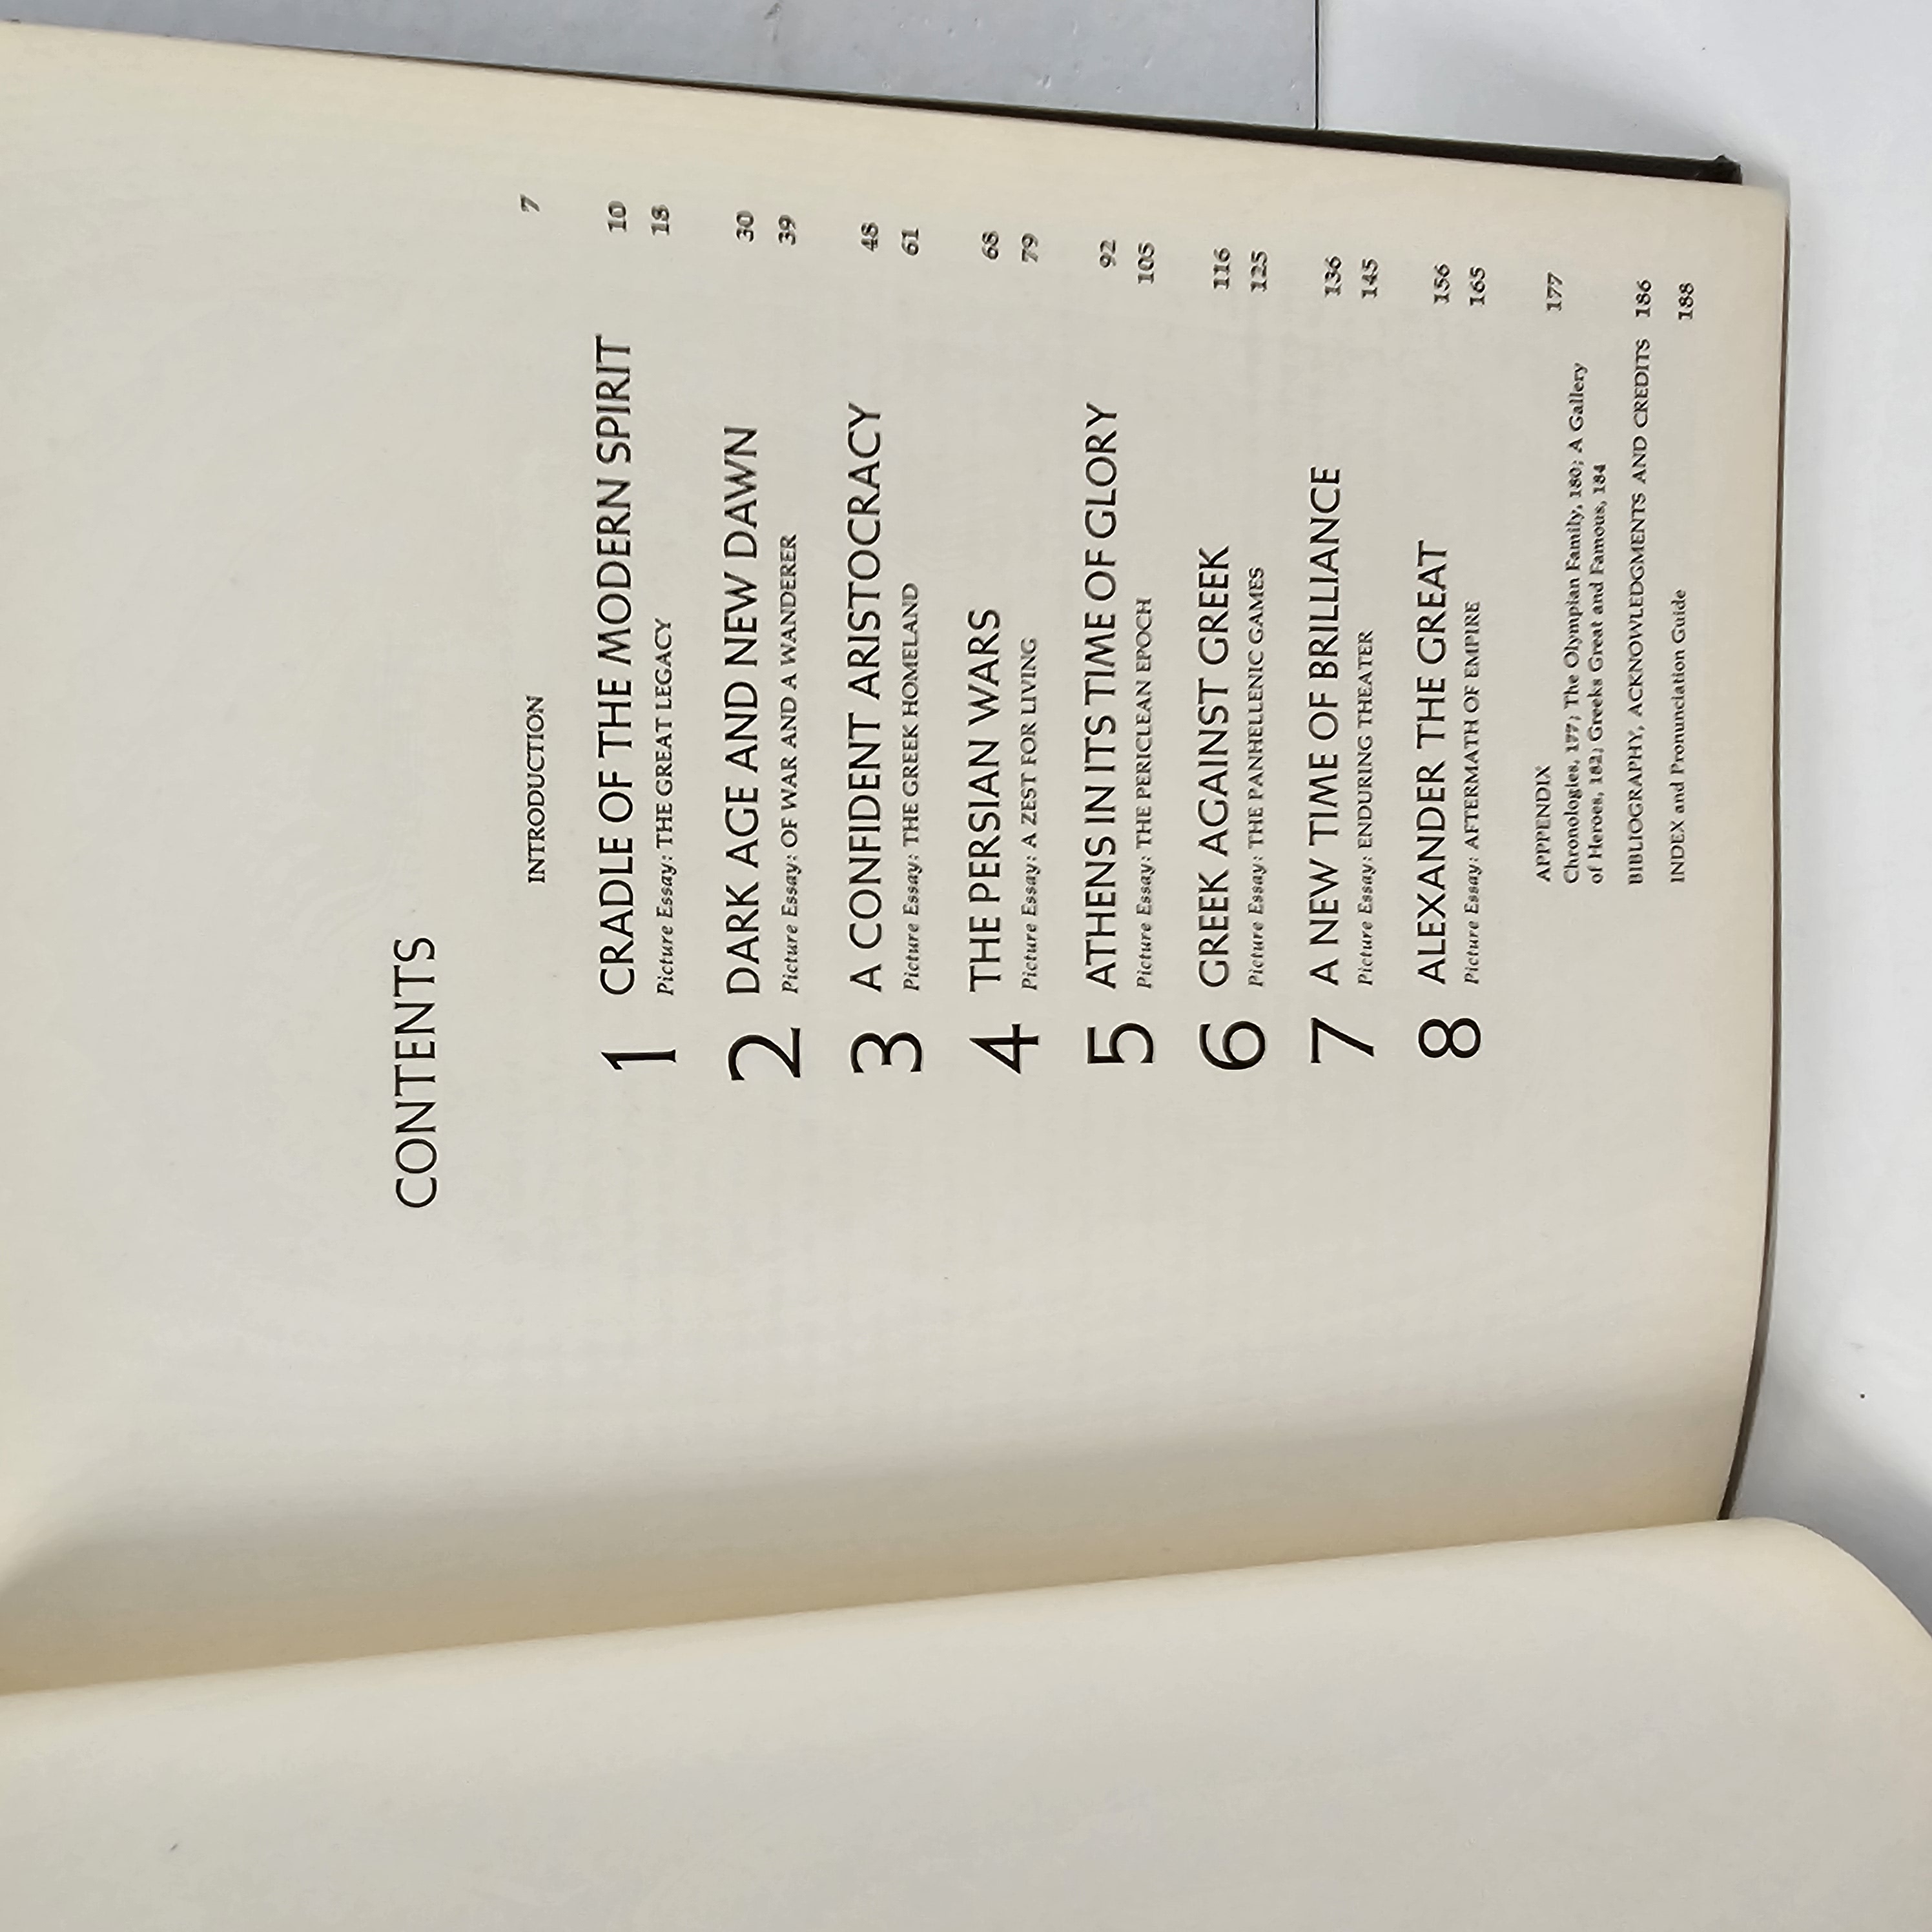 CONTENTS
INTRODUCTION 7
1 CRADLE OF THE MODERN SPIRIT 10
Picture Essay: THE GREAT LEGACY 18
2 DARK AGE AND NEW DAWN 30
Picture Essay: OF WAR AND A WANDERER 39
3 A CONFIDENT ARISTOCRACY 48
Picture Essay: THE GREEK HOMELAND 61
4 THE PERSIAN WARS 68
Picture Essay: A ZEST FOR LIVING 79
5 ATHENS IN ITS TIME OF GLORY 92
Picture Essay: THE PERICLEAN EPOCH 105
6 GREEK AGAINST GREEK 116
Picture Essay: THE PANHELLENIC GAMES 125
7 A NEW TIME OF BRILLIANCE 136
Picture Essay: ENDURING THEATER 145
8 ALEXANDER THE GREAT 156
Picture Essay: AFTERMATH OF EMPIRE 165
APPPENDIX 177
Chronologies, 177; The Olympian Family, 180; A Gallery
of Heroes, 182; Greeks Great and Famous, 184
BIBLIOGRAPHY, ACKNOWLEDGMENTS AND CREDITS 186
INDEX and Pronunciation Guide 188